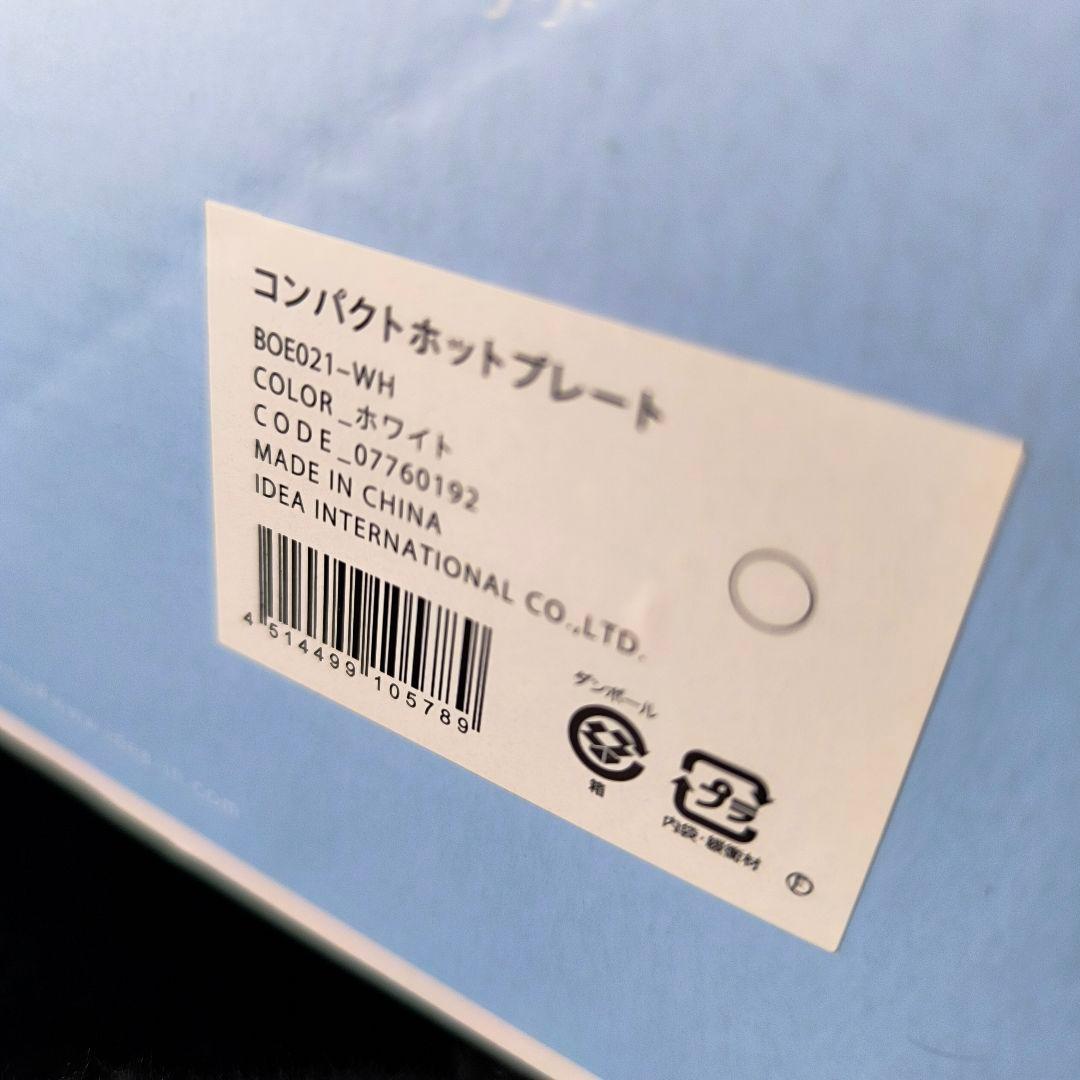 コンパクトホットプレート
BOE021-WH
COLOR_ホワイト
CODE_07760192
MADE IN CHINA
IDEA INTERNATIONAL CO.,LTD.
4 514499 105789
ダンボール
箱
プラ
内袋・緩衝材
Ⓕ